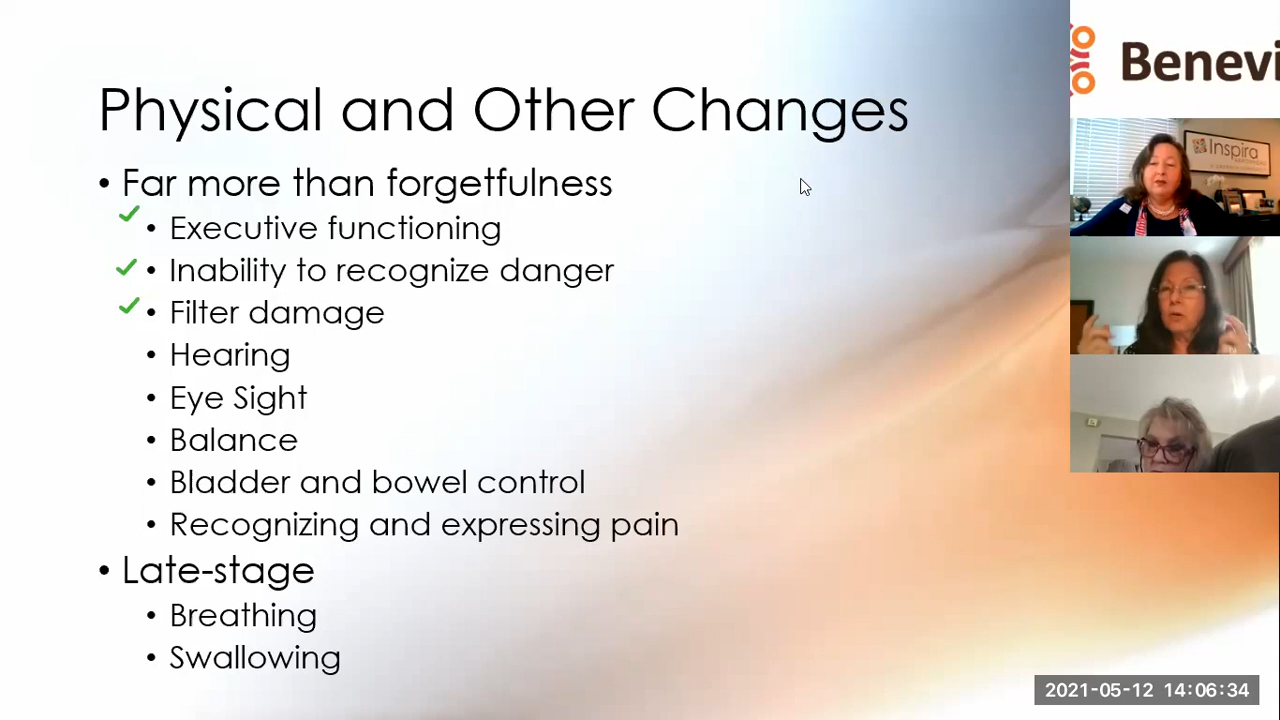 Physical and Other Changes
• Far more than forgetfulness
• Executive functioning
• Inability to recognize danger
• Filter damage
• Hearing
• Eye Sight
• Balance
• Bladder and bowel control
• Recognizing and expressing pain
• Late-stage
• Breathing
• Swallowing
Benevi
Inspira
2021-05-12 14:06:34